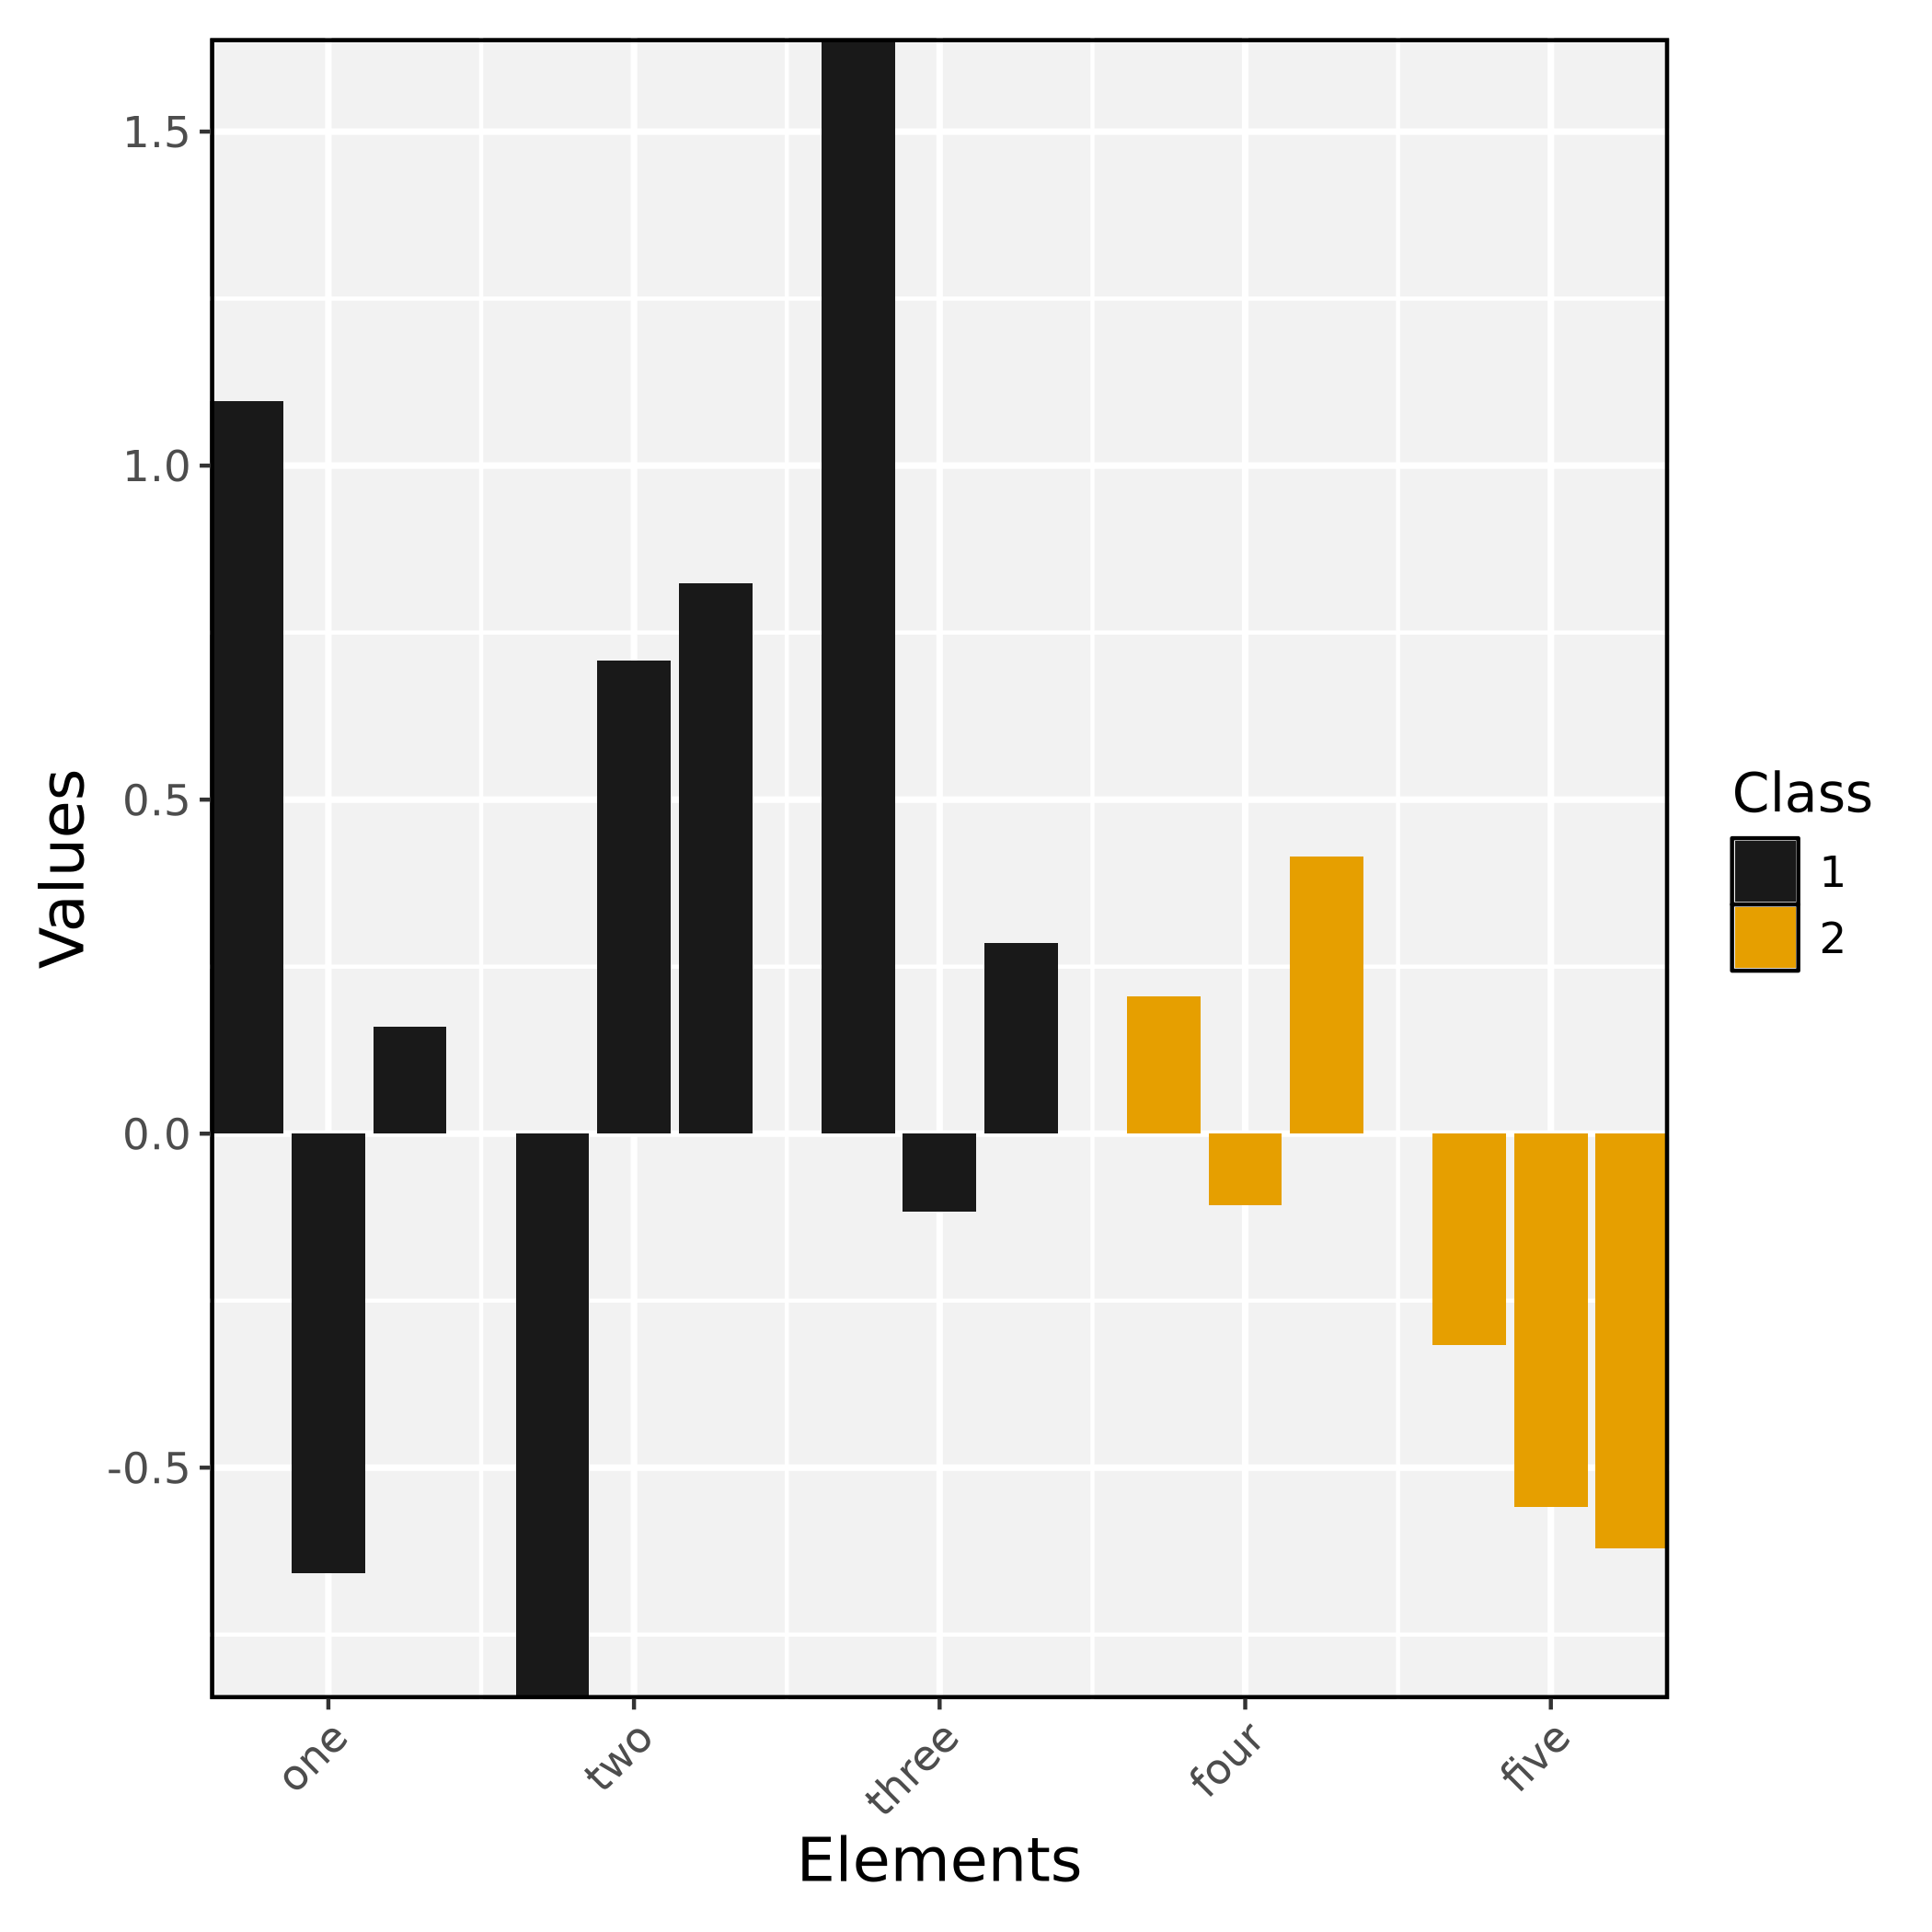 Values
1.5
1.0
0.5
0.0
-0.5
one
two
three
four
five
Elements
Class
1
2